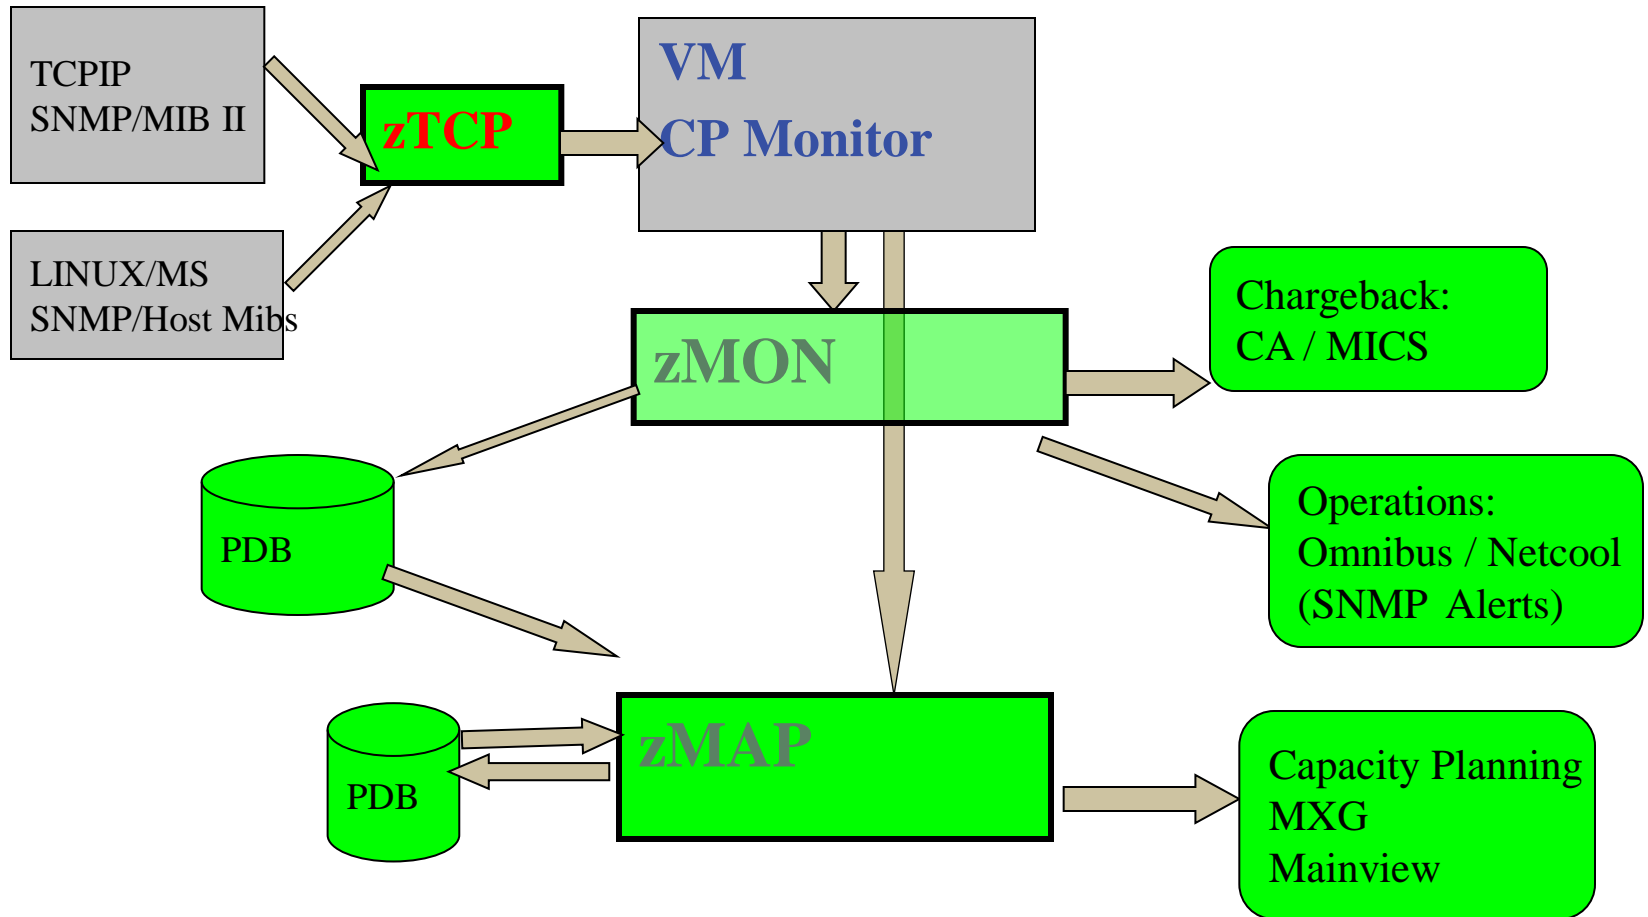 TCPIP
SNMP/MIB II
zTCP
VM
CP Monitor
LINUX/MS
SNMP/Host Mibs
Chargeback:
CA / MICS
zMON
Operations:
Omnibus / Netcool
(SNMP Alerts)
PDB
zMAP
PDB
Capacity Planning
MXG
Mainview